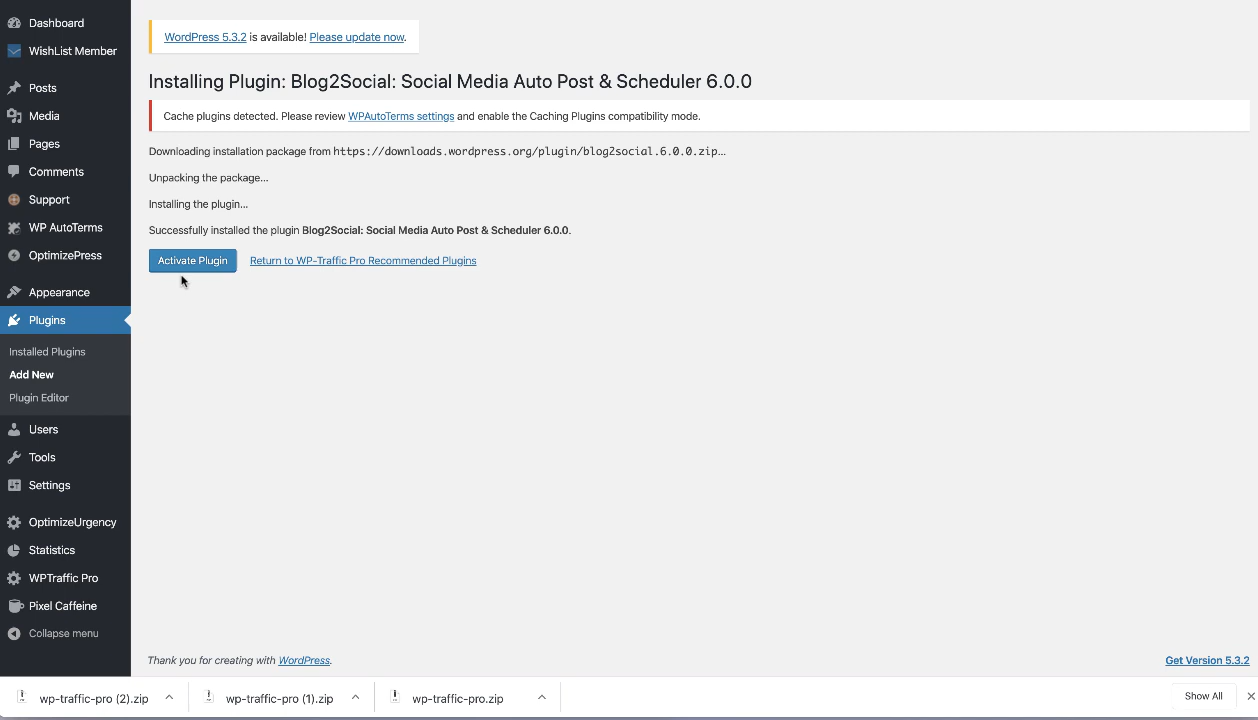 Dashboard
WishList Member
Posts
Media
Pages
Comments
Support
WP AutoTerms
OptimizePress
Appearance
Plugins
Installed Plugins
Add New
Plugin Editor
Users
Tools
Settings
OptimizeUrgency
Statistics
WPTraffic Pro
Pixel Caffeine
Collapse menu
WordPress 5.3.2 is available! Please update now.
Installing Plugin: Blog2Social: Social Media Auto Post & Scheduler 6.0.0
Cache plugins detected. Please review WPAutoTerms settings and enable the Caching Plugins compatibility mode.
Downloading installation package from https://downloads.wordpress.org/plugin/blog2social.6.0.0.zip…
Unpacking the package…
Installing the plugin…
Successfully installed the plugin Blog2Social: Social Media Auto Post & Scheduler 6.0.0.
Activate Plugin Return to WP-Traffic Pro Recommended Plugins
Thank you for creating with WordPress. Get Version 5.3.2
wp-traffic-pro (2).zip wp-traffic-pro (1).zip wp-traffic-pro.zip Show All